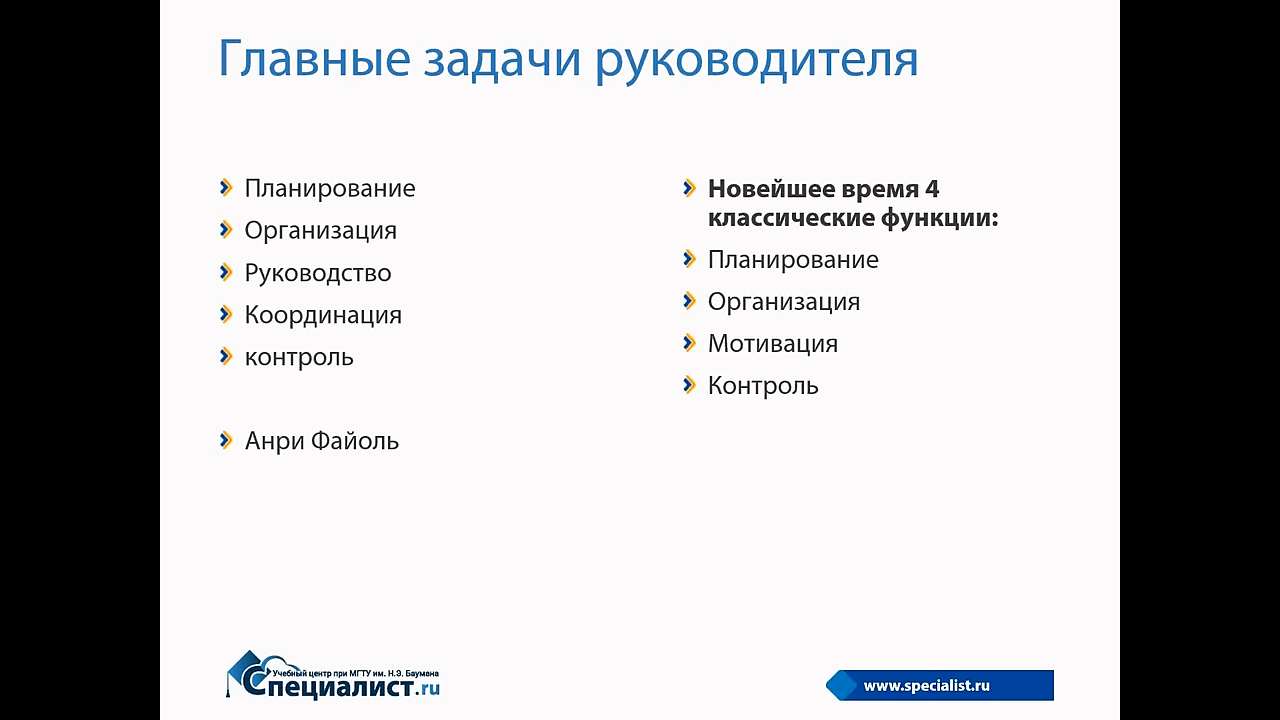 Главные задачи руководителя
Планирование
Организация
Руководство
Координация
контроль
Анри Файоль
Новейшее время 4
классические функции:
Планирование
Организация
Мотивация
Контроль
Учебный центр при МГТУ им. Н.Э. Баумана
Специалист.ru
www.specialist.ru